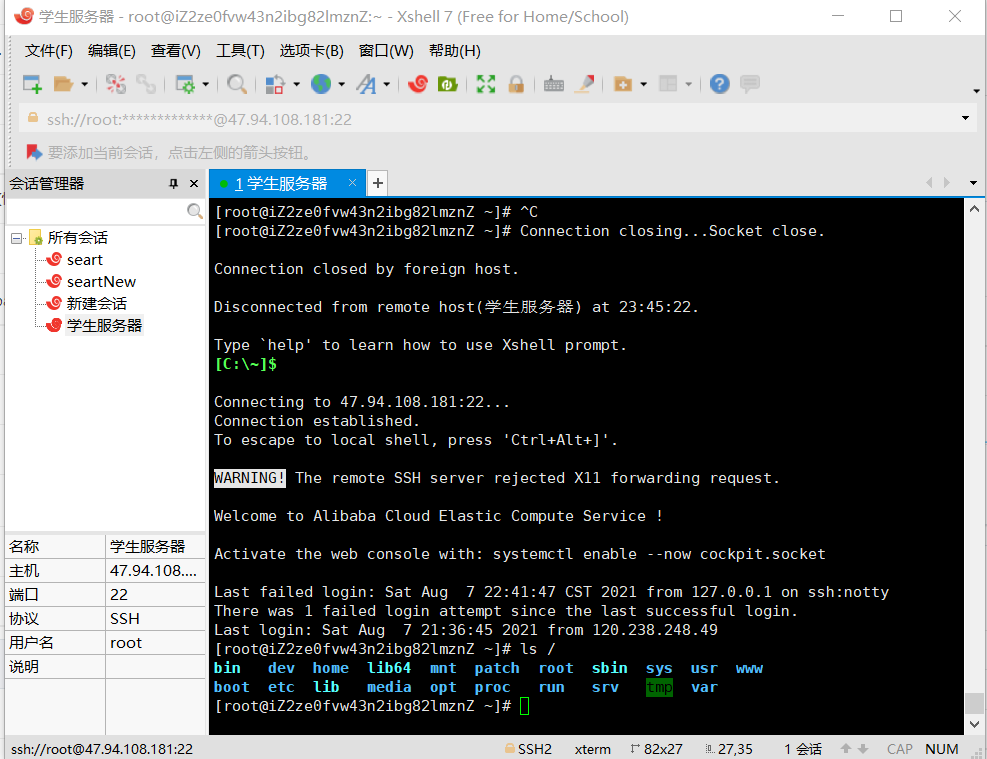 学生服务器 - root@iZ2ze0fvw43n2ibg82lmznZ:~ - Xshell 7 (Free for Home/School)
文件(F) 编辑(E) 查看(V) 工具(T) 选项卡(B) 窗口(W) 帮助(H)
ssh://root:*************@47.94.108.181:22
要添加当前会话，点击左侧的箭头按钮。
会话管理器
1 学生服务器
所有会话
seart
seartNew
新建会话
学生服务器
名称 学生服务器
主机 47.94.108....
端口 22
协议 SSH
用户名 root
说明
[root@iZ2ze0fvw43n2ibg82lmznZ ~]# ^C
[root@iZ2ze0fvw43n2ibg82lmznZ ~]# Connection closing...Socket close.
Connection closed by foreign host.
Disconnected from remote host(学生服务器) at 23:45:22.
Type `help' to learn how to use Xshell prompt.
[C:\~]$
Connecting to 47.94.108.181:22...
Connection established.
To escape to local shell, press 'Ctrl+Alt+]'.
WARNING! The remote SSH server rejected X11 forwarding request.
Welcome to Alibaba Cloud Elastic Compute Service !
Activate the web console with: systemctl enable --now cockpit.socket
Last failed login: Sat Aug  7 22:41:47 CST 2021 from 127.0.0.1 on ssh:notty
There was 1 failed login attempt since the last successful login.
Last login: Sat Aug  7 21:36:45 2021 from 120.238.248.49
[root@iZ2ze0fvw43n2ibg82lmznZ ~]# ls /
bin   dev  home  lib64  mnt  patch  root  sbin  sys  usr  www
boot  etc  lib   media  opt  proc   run   srv   tmp  var
[root@iZ2ze0fvw43n2ibg82lmznZ ~]#
ssh://root@47.94.108.181:22 SSH2 xterm 82x27 27,35 1 会话 CAP NUM